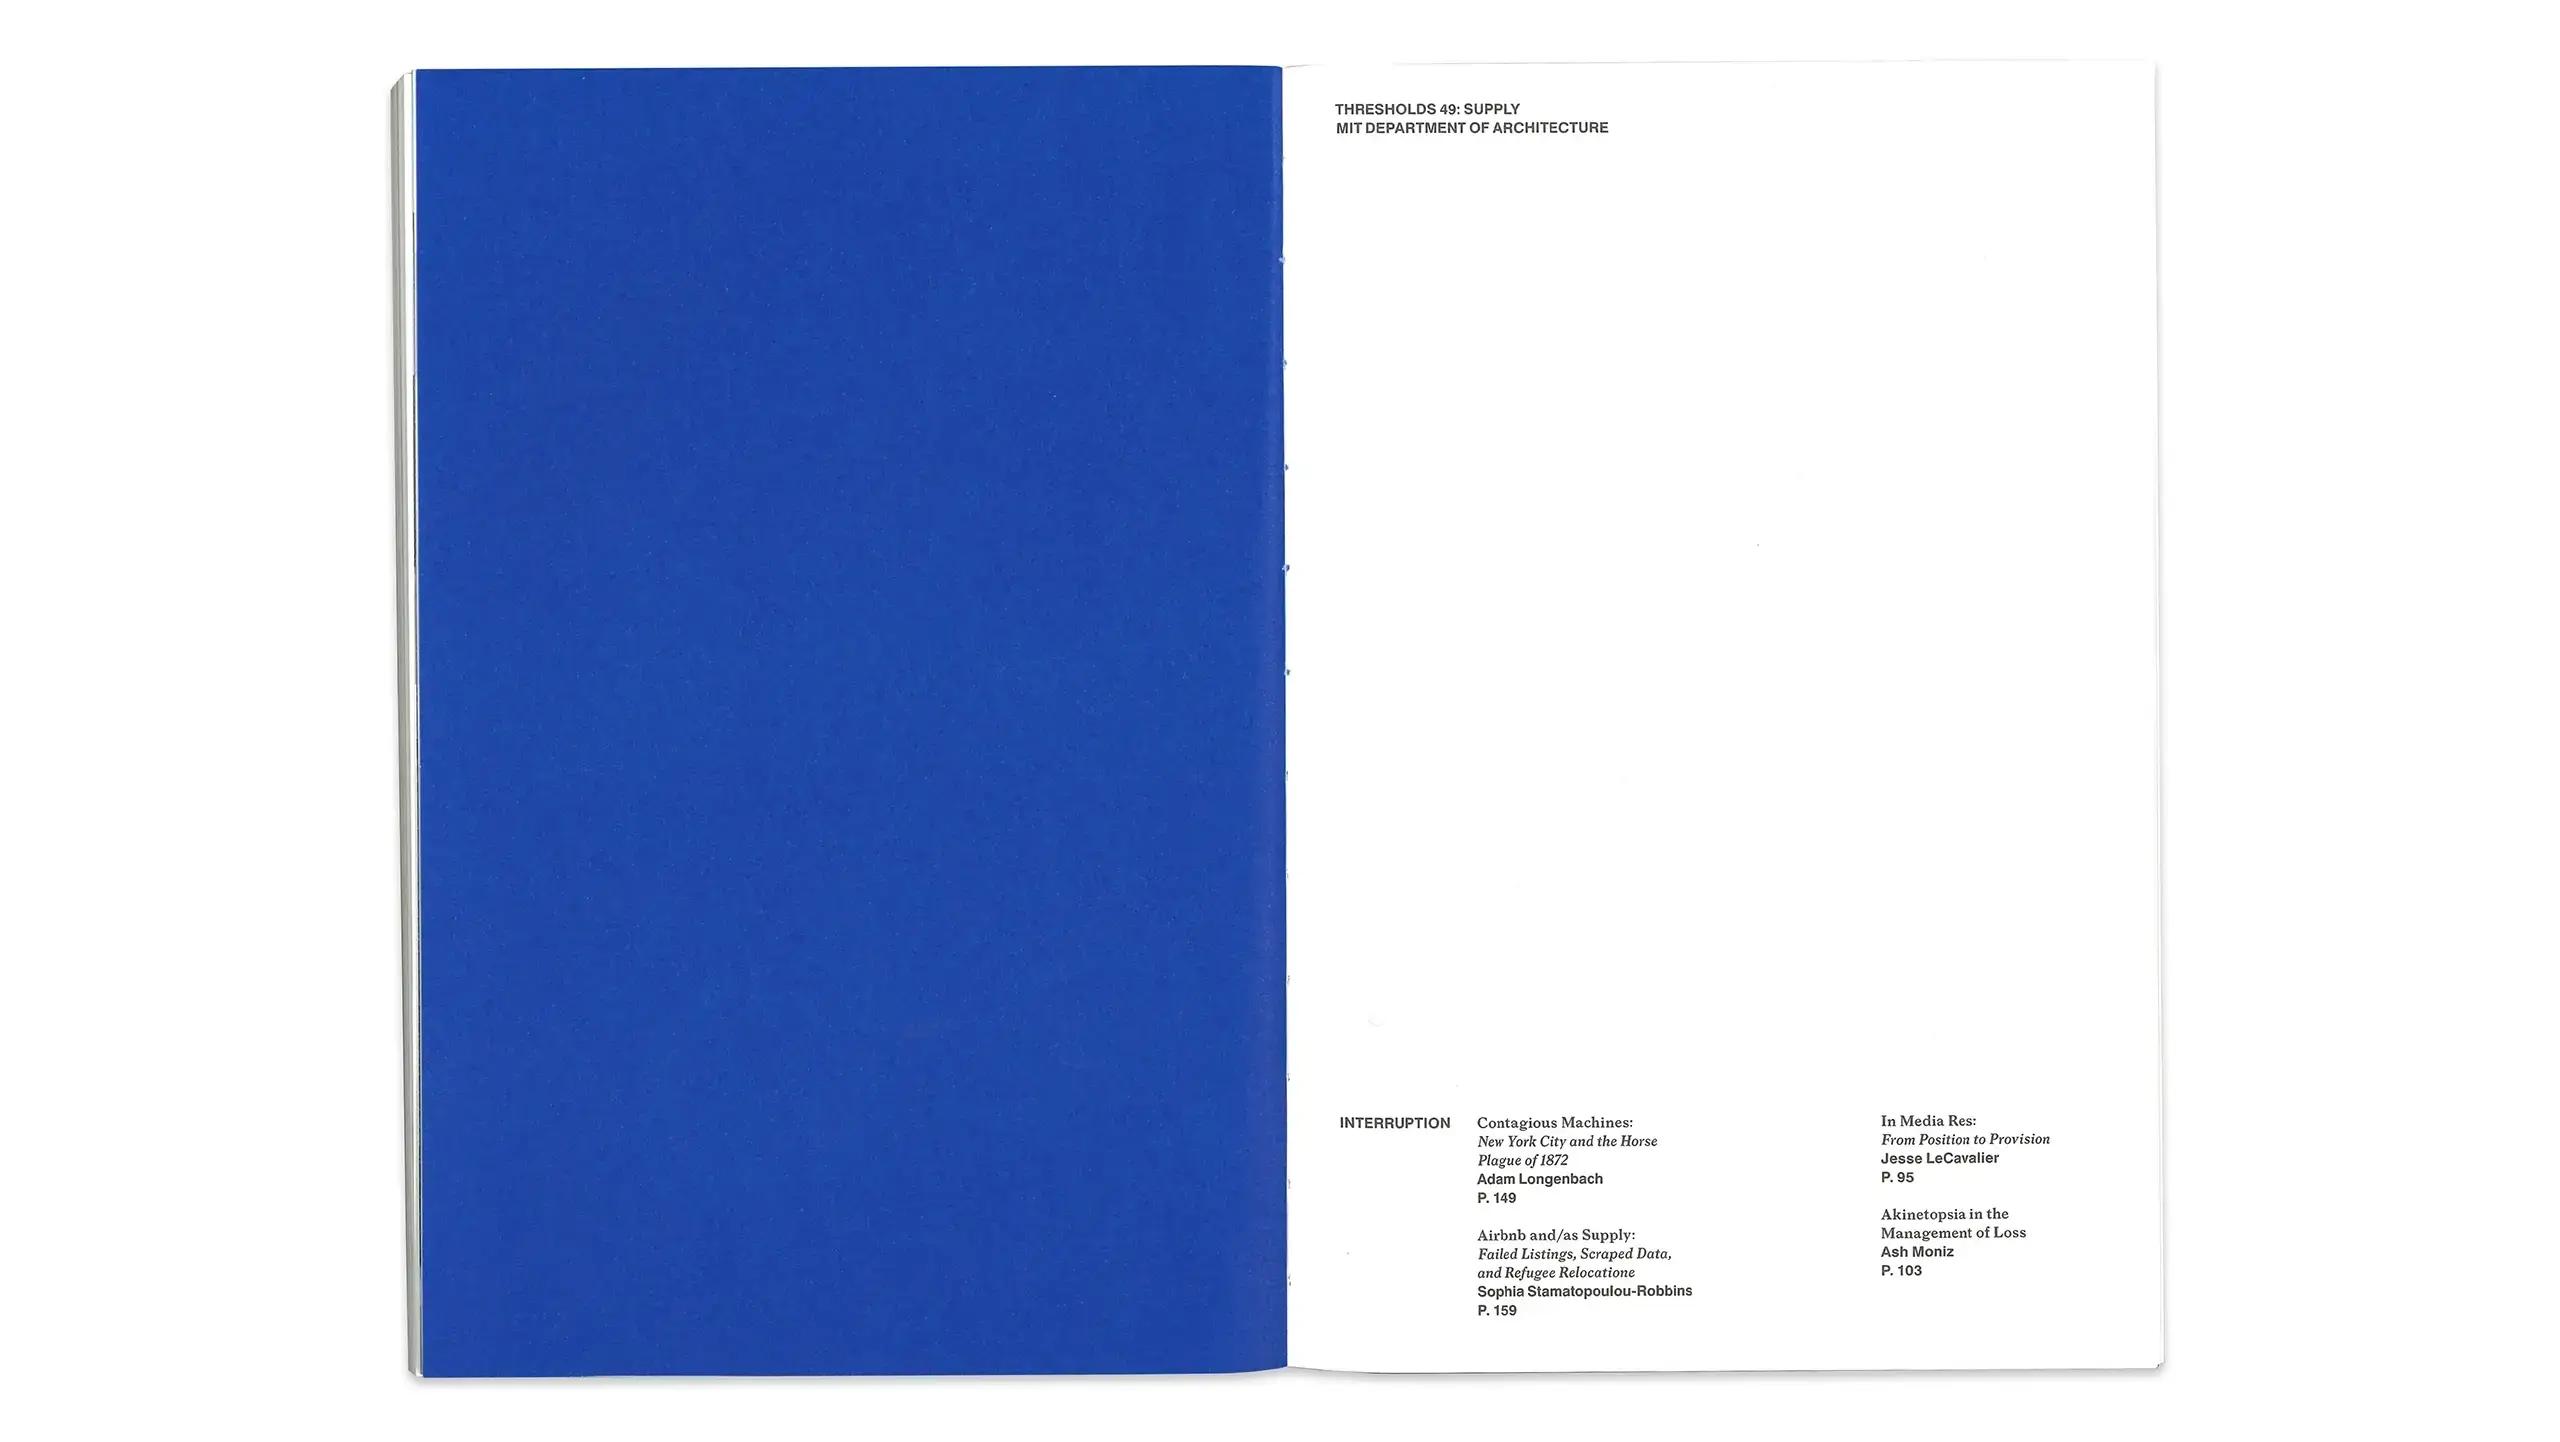 THRESHOLDS 49: SUPPLY
MIT DEPARTMENT OF ARCHITECTURE
INTERRUPTION
Contagious Machines:
New York City and the Horse
Plague of 1872
Adam Longenbach
P. 149
Airbnb and/as Supply:
Failed Listings, Scraped Data,
and Refugee Relocatione
Sophia Stamatopoulou-Robbins
P. 159
In Media Res:
From Position to Provision
Jesse LeCavalier
P. 95
Akinetopsia in the
Management of Loss
Ash Moniz
P. 103